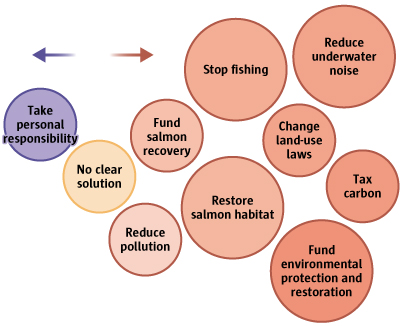 Stop fishing
Reduce
underwater
noise
Take
personal
responsibility
Fund
salmon
recovery
Change
land-use
laws
No clear
solution
Tax
carbon
Restore
salmon habitat
Reduce
pollution
Fund
environmental
protection and
restoration